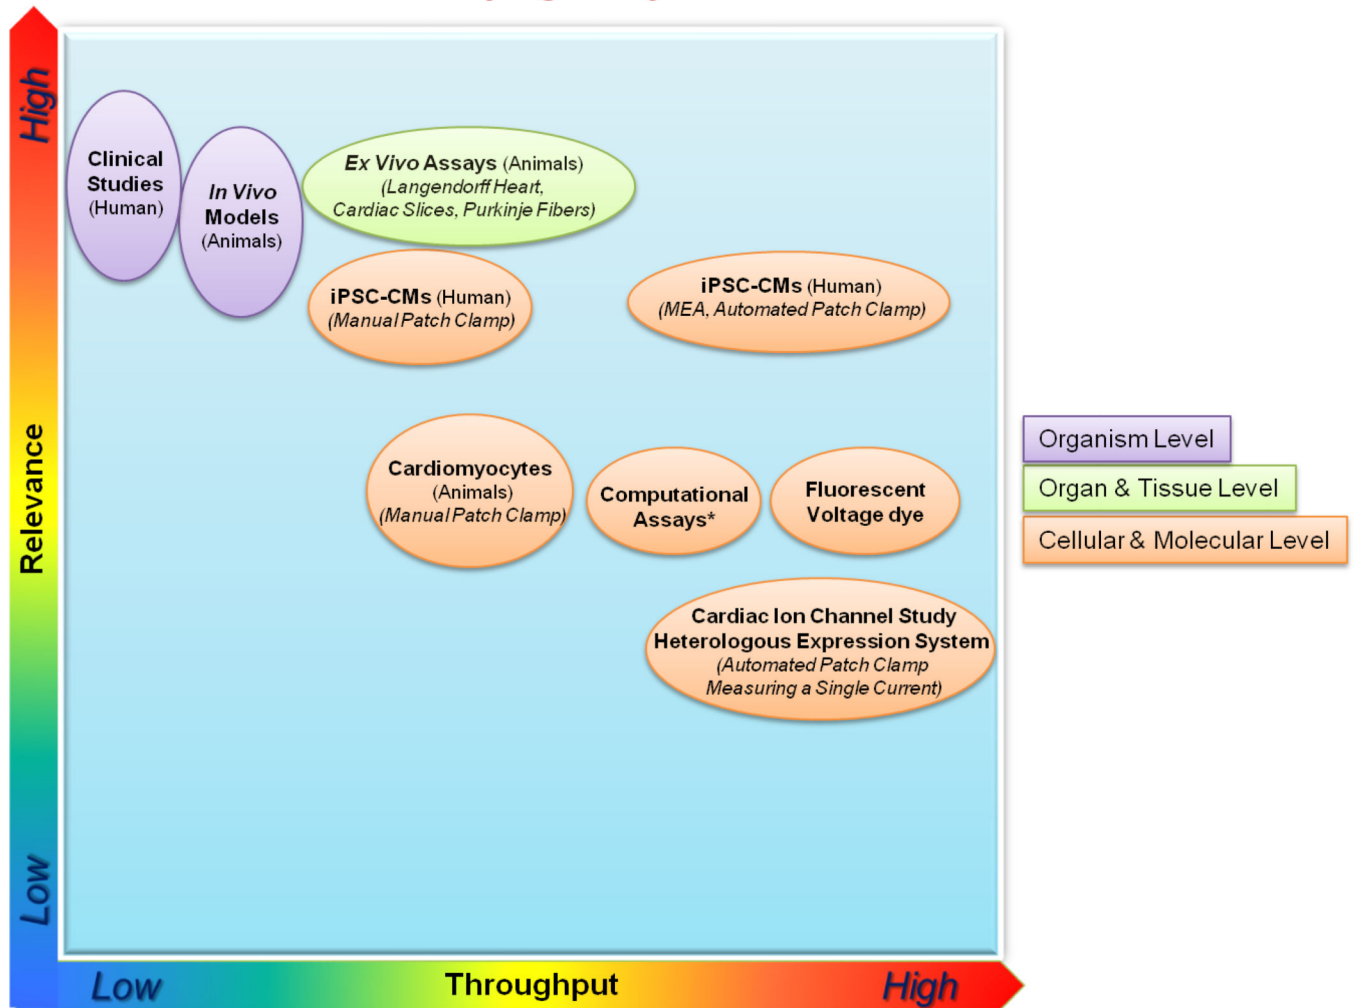 High
Clinical
Studies
(Human)
In Vivo
Models
(Animals)
Ex Vivo Assays (Animals)
(Langendorff Heart,
Cardiac Slices, Purkinje Fibers)
iPSC-CMs (Human)
(Manual Patch Clamp)
iPSC-CMs (Human)
(MEA, Automated Patch Clamp)
Relevance
Cardiomyocytes
(Animals)
(Manual Patch Clamp)
Computational
Assays*
Fluorescent
Voltage dye
Organism Level
Organ & Tissue Level
Cellular & Molecular Level
Cardiac Ion Channel Study
Heterologous Expression System
(Automated Patch Clamp
Measuring a Single Current)
Low
Low
Throughput
High